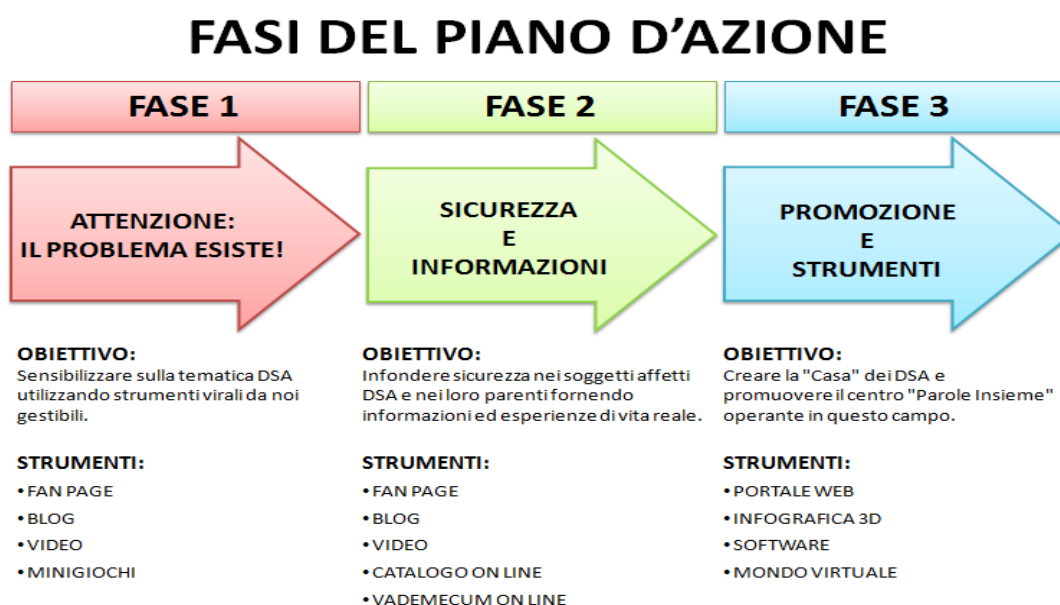 FASI DEL PIANO D'AZIONE
FASE 1
FASE 2
FASE 3
ATTENZIONE:
IL PROBLEMA ESISTE!
SICUREZZA
E
INFORMAZIONI
PROMOZIONE
E
STRUMENTI
OBIETTIVO:
Sensibilizzare sulla tematica DSA
utilizzando strumenti virali da noi
gestibili.
STRUMENTI:
• FAN PAGE
• BLOG
• VIDEO
• MINIGIOCHI
OBIETTIVO:
Infondere sicurezza nei soggetti affetti
DSA e nei loro parenti fornendo
informazioni ed esperienze di vita reale.
STRUMENTI:
• FAN PAGE
• BLOG
• VIDEO
• CATALOGO ON LINE
• VADEMECUM ON LINE
OBIETTIVO:
Creare la "Casa" dei DSA e
promuovere il centro "Parole Insieme"
operante in questo campo.
STRUMENTI:
• PORTALE WEB
• INFOGRAFICA 3D
• SOFTWARE
• MONDO VIRTUALE